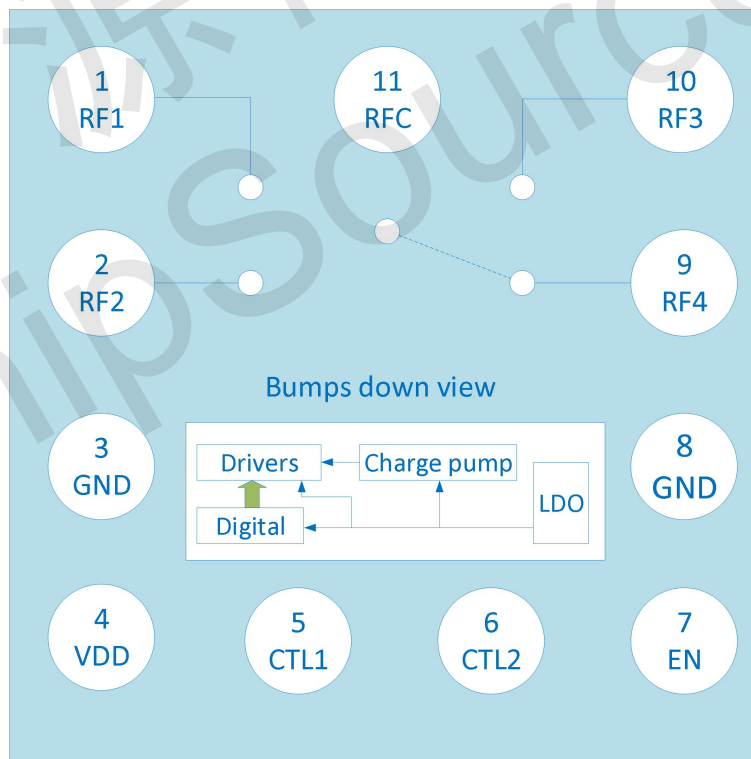 1
RF1
11
RFC
10
RF3
2
RF2
9
RF4
Bumps down view
3
GND
8
GND
Drivers
Charge pump
LDO
Digital
4
VDD
5
CTL1
6
CTL2
7
EN